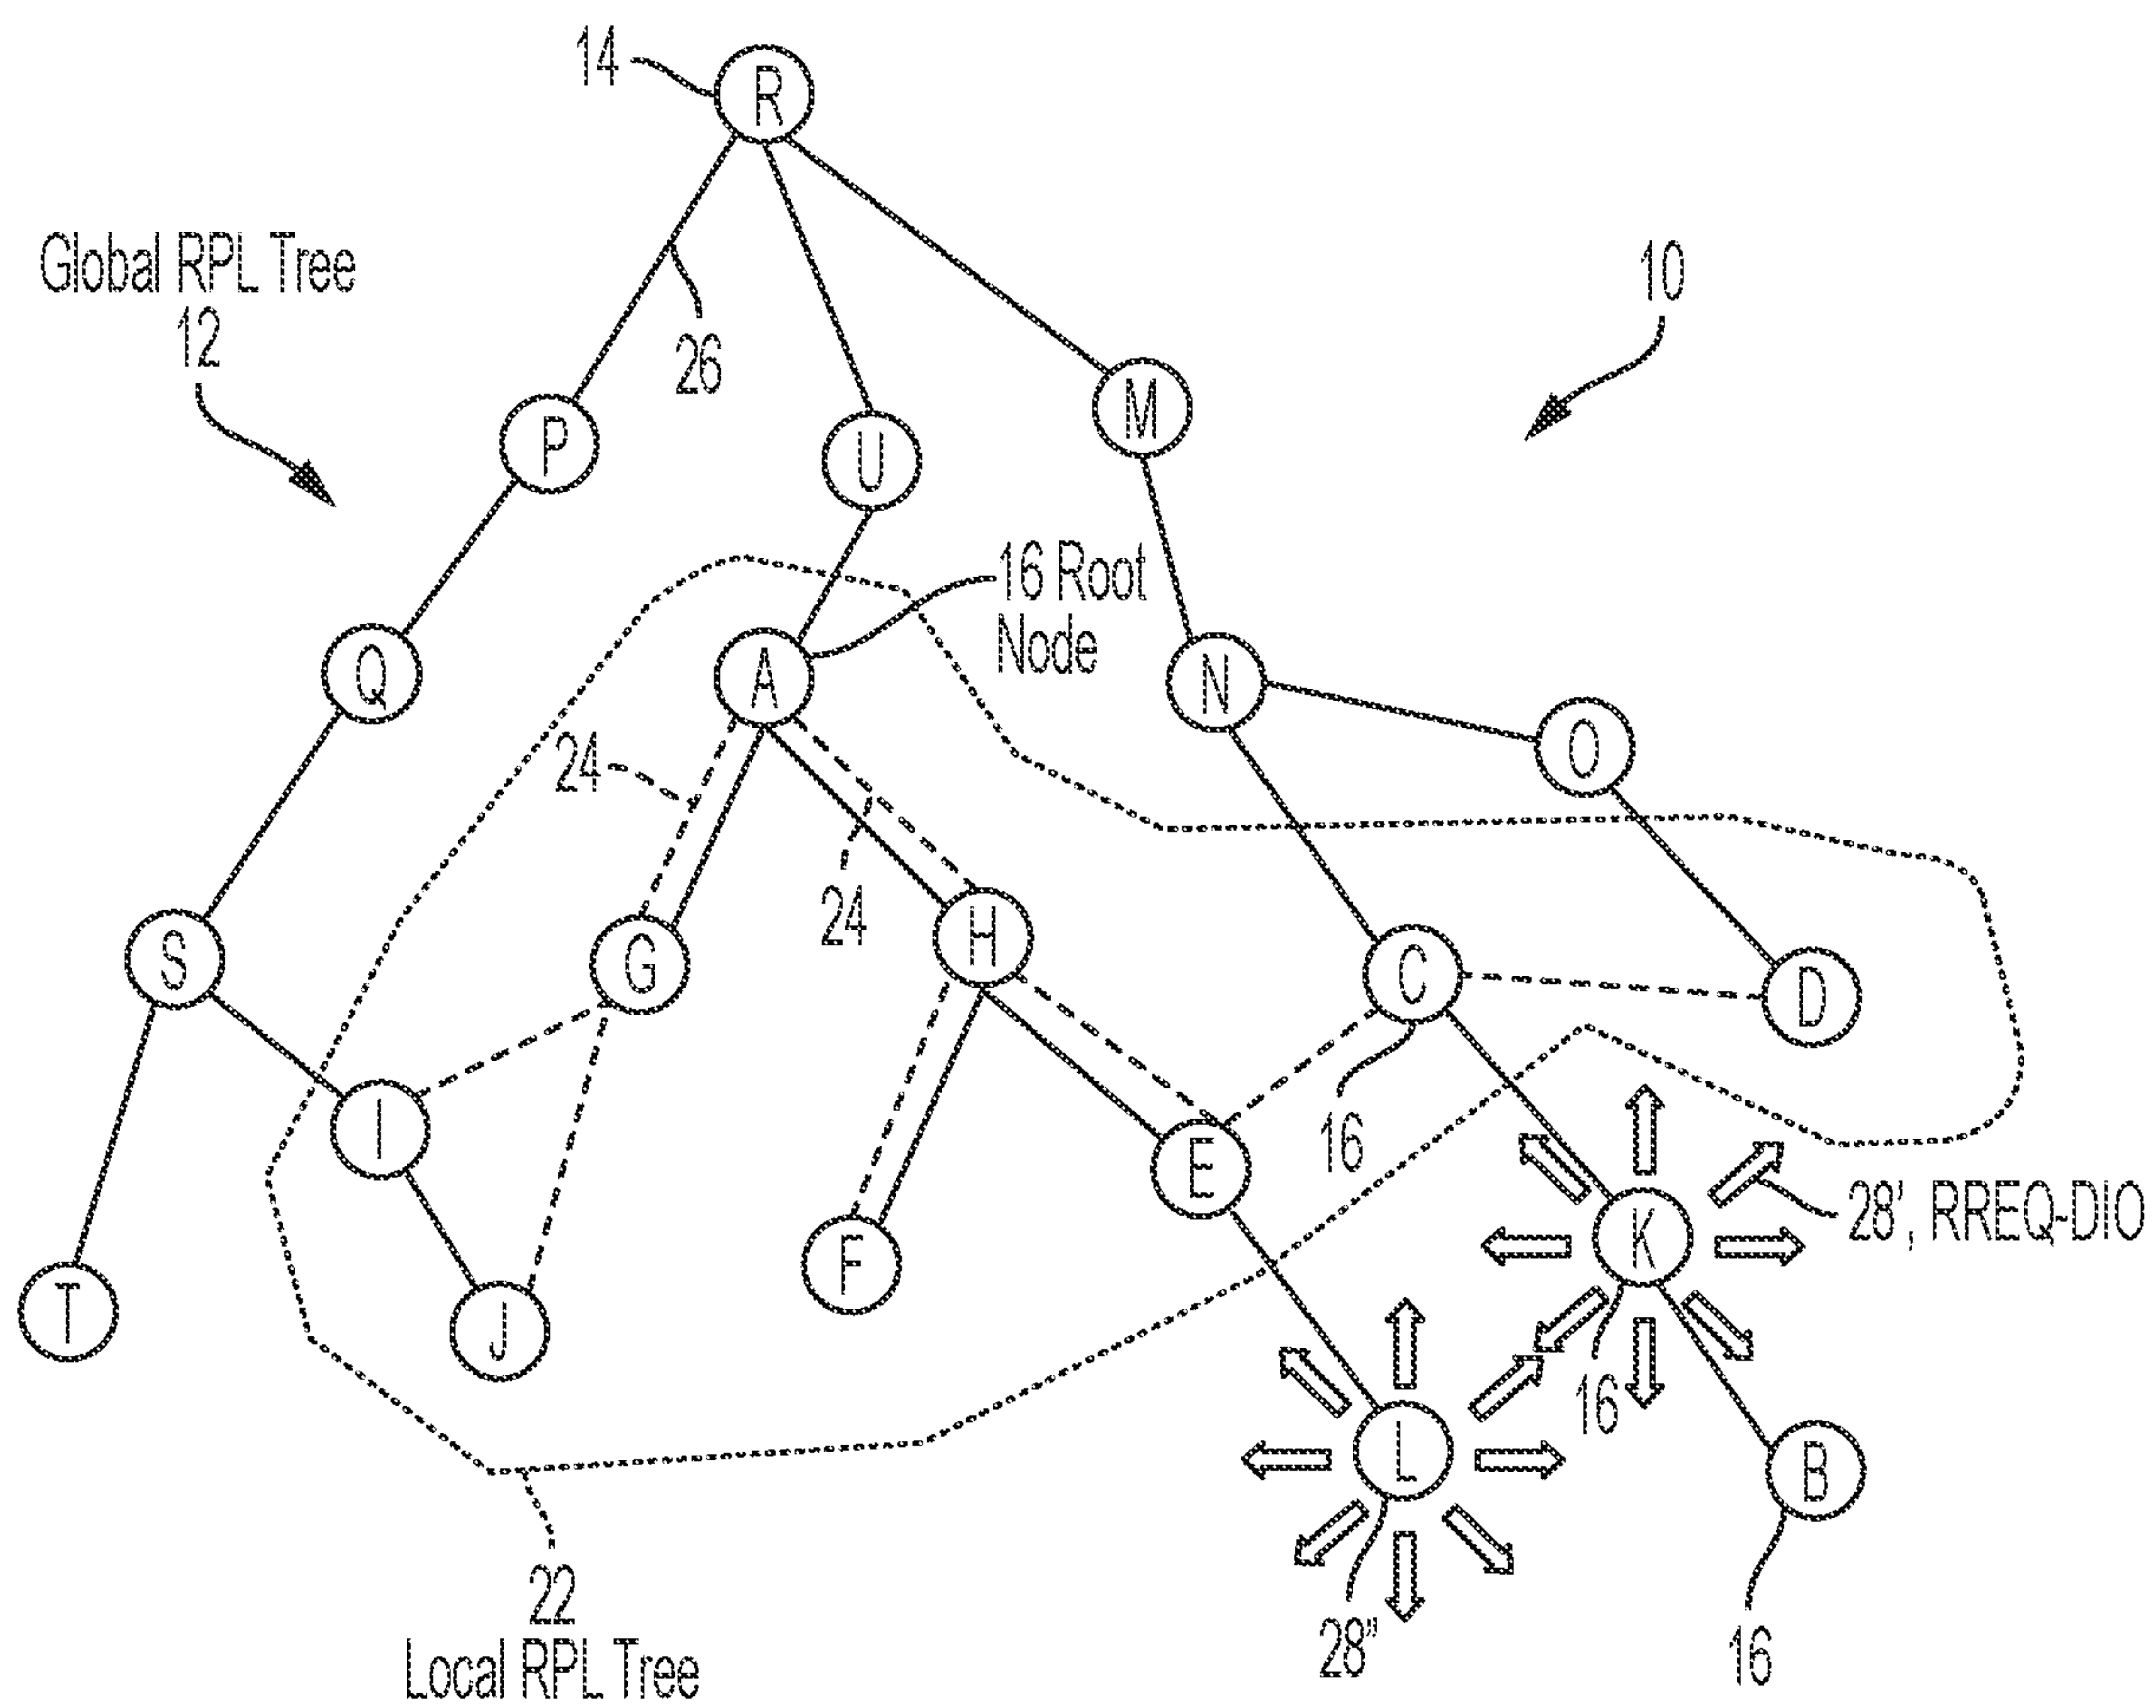 14
R
Global RPL Tree
12
26
10
P
U
M
16 Root
Node
Q
A
N
O
24
24
S
G
H
C
D
I
16
E
K
28', RREQ-DIO
T
J
F
16
L
B
22
Local RPL Tree
28"
16